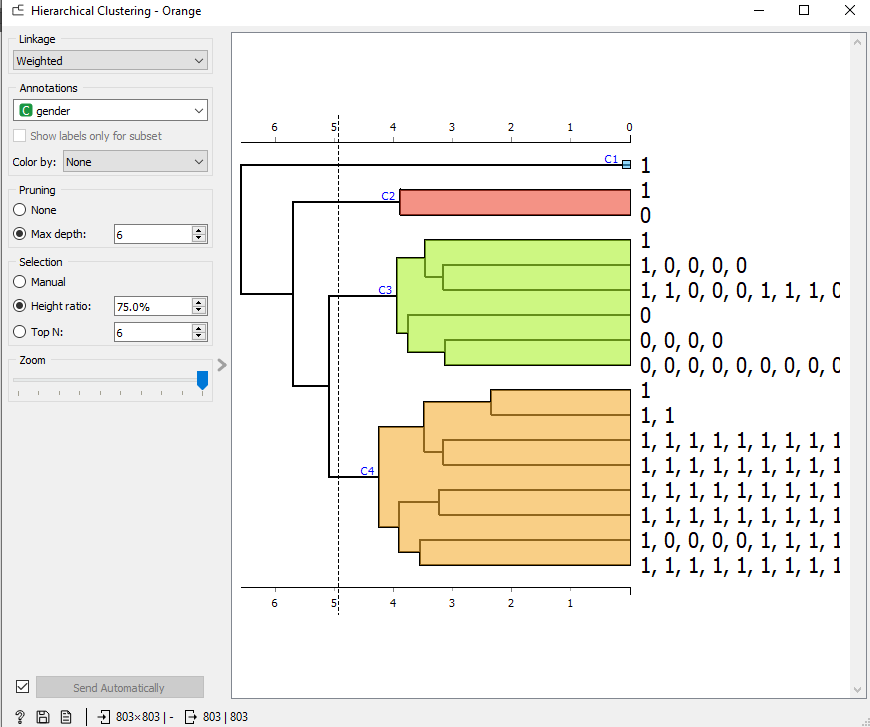 Hierarchical Clustering - Orange
Linkage
Weighted
Annotations
C gender
Show labels only for subset
Color by: None
Pruning
None
Max depth: 6
Selection
Manual
Height ratio: 75.0%
Top N: 6
Zoom
Send Automatically
? 803×803 | - 803 | 803
6 5 4 3 2 1 0
C1 1
C2 1
0
1
1, 0, 0, 0, 0
C3 1, 1, 0, 0, 0, 1, 1, 1, 0
0
0, 0, 0, 0
0, 0, 0, 0, 0, 0, 0, 0, 0
1
1, 1
1, 1, 1, 1, 1, 1, 1, 1, 1
C4 1, 1, 1, 1, 1, 1, 1, 1, 1
1, 1, 1, 1, 1, 1, 1, 1, 1
1, 1, 1, 1, 1, 1, 1, 1, 1
1, 0, 0, 0, 0, 1, 1, 1, 1
1, 1, 1, 1, 1, 1, 1, 1, 1
6 5 4 3 2 1